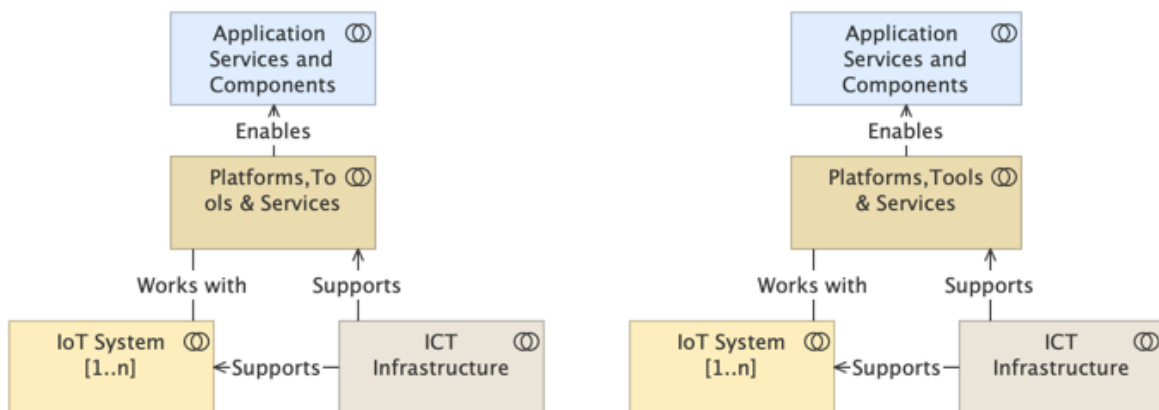 Application
Services and
Components
Enables
Platforms,To
ols & Services
Works with
Supports
IoT System
[1..n]
Supports
ICT
Infrastructure
Application
Services and
Components
Enables
Platforms,Tools
& Services
Works with
Supports
IoT System
[1..n]
Supports
ICT
Infrastructure